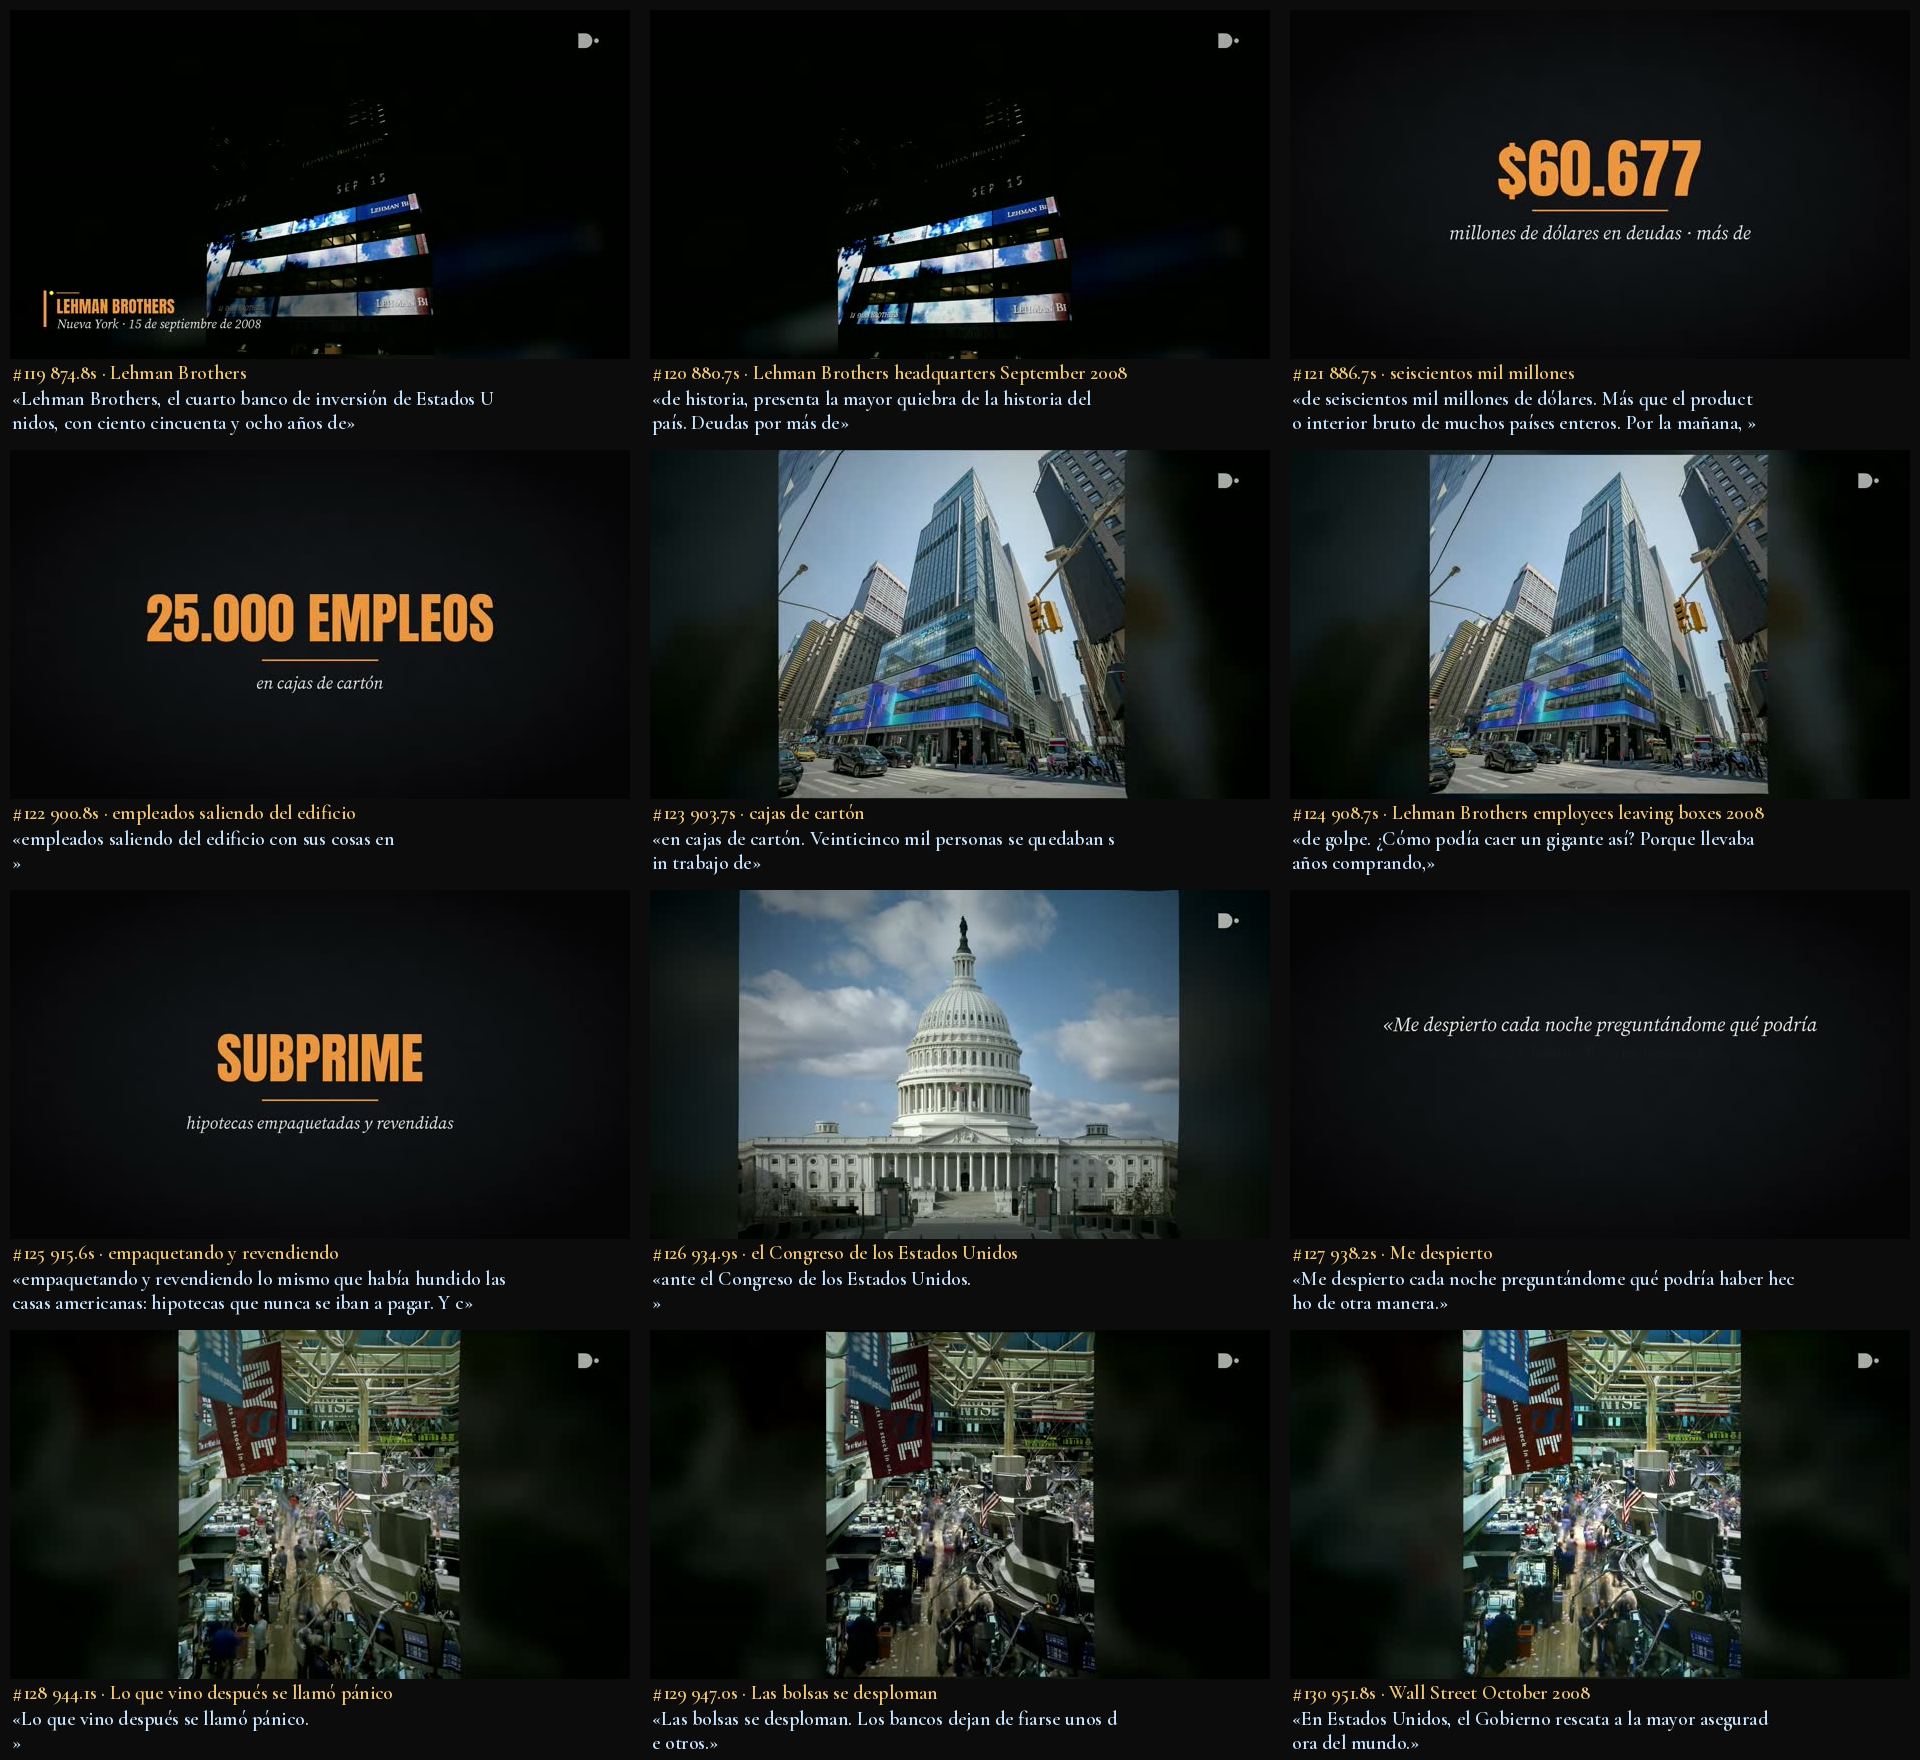 SEP 15
LEHMAN BI
LEHMAN BI
LEHMAN BROTHERS
Nueva York · 15 de septiembre de 2008
#119 874.8s · Lehman Brothers
«Lehman Brothers, el cuarto banco de inversión de Estados U
nidos, con ciento cincuenta y ocho años de»
SEP 15
LEHMAN BI
LEHMAN BI
#120 880.7s · Lehman Brothers headquarters September 2008
«de historia, presenta la mayor quiebra de la historia del
país. Deudas por más de»
$60.677
millones de dólares en deudas · más de
#121 886.7s · seiscientos mil millones
«de seiscientos mil millones de dólares. Más que el product
o interior bruto de muchos países enteros. Por la mañana, »
25.000 EMPLEOS
en cajas de cartón
#122 900.8s · empleados saliendo del edificio
«empleados saliendo del edificio con sus cosas en
»
#123 903.7s · cajas de cartón
«en cajas de cartón. Veinticinco mil personas se quedaban s
in trabajo de»
#124 908.7s · Lehman Brothers employees leaving boxes 2008
«de golpe. ¿Cómo podía caer un gigante así? Porque llevaba
años comprando,»
SUBPRIME
hipotecas empaquetadas y revendidas
#125 915.6s · empaquetando y revendiendo
«empaquetando y revendiendo lo mismo que había hundido las
casas americanas: hipotecas que nunca se iban a pagar. Y c»
#126 934.9s · el Congreso de los Estados Unidos
«ante el Congreso de los Estados Unidos.
»
«Me despierto cada noche preguntándome qué podría
#127 938.2s · Me despierto
«Me despierto cada noche preguntándome qué podría haber hec
ho de otra manera.»
NYSE
NYSE
#128 944.1s · Lo que vino después se llamó pánico
«Lo que vino después se llamó pánico.
»
NYSE
NYSE
#129 947.0s · Las bolsas se desploman
«Las bolsas se desploman. Los bancos dejan de fiarse unos d
e otros.»
NYSE
NYSE
#130 951.8s · Wall Street October 2008
«En Estados Unidos, el Gobierno rescata a la mayor asegurad
ora del mundo.»